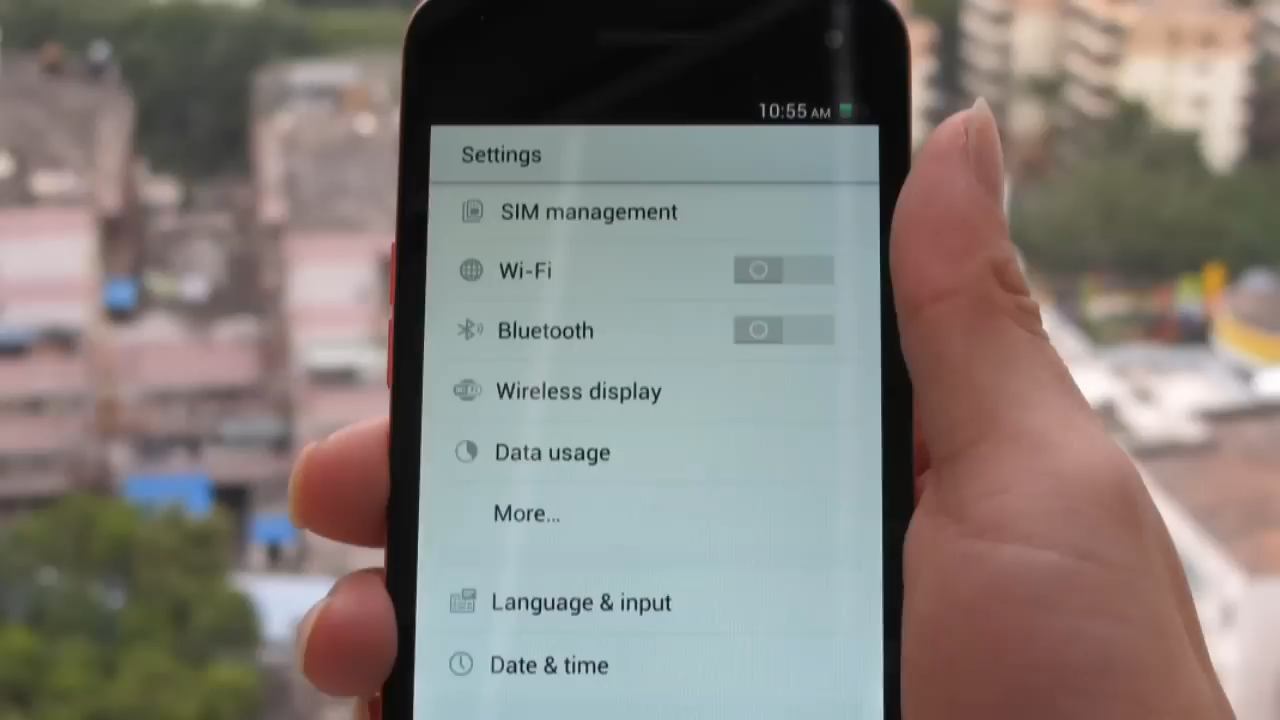 10:55 AM
Settings
SIM management
Wi-Fi
Bluetooth
Wireless display
Data usage
More...
Language & input
Date & time